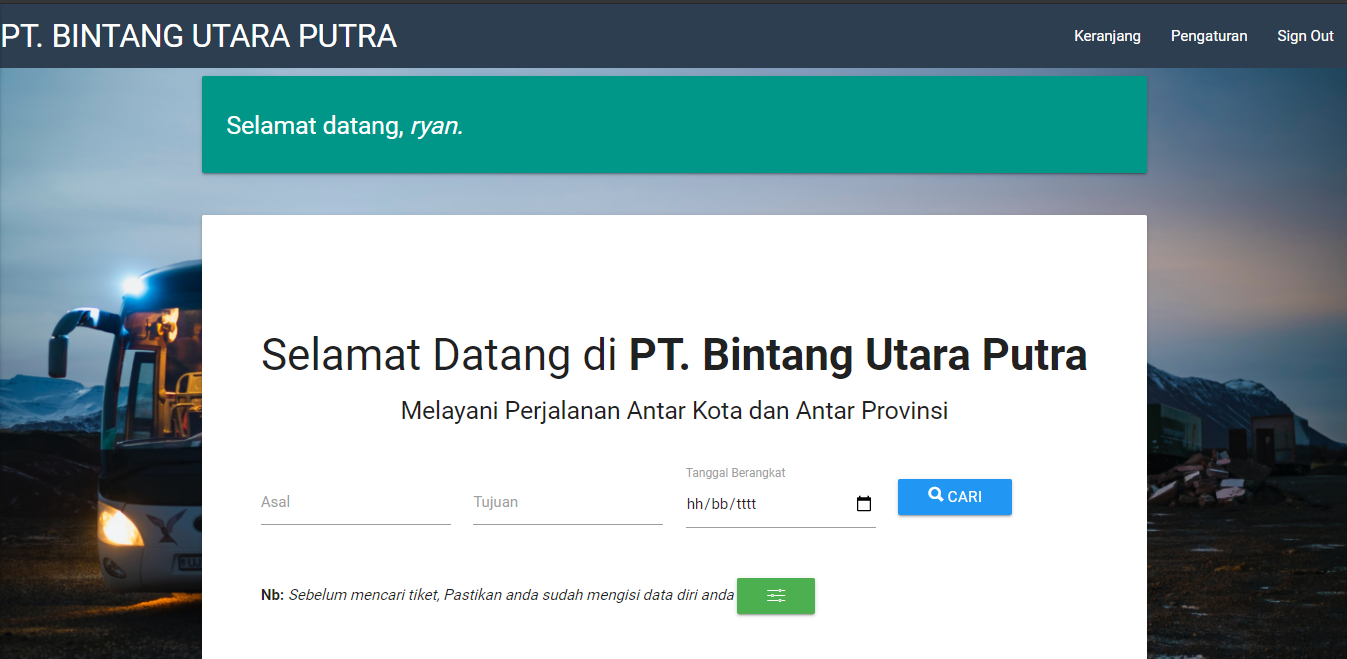 PT. BINTANG UTARA PUTRA
Keranjang Pengaturan Sign Out
Selamat datang, ryan.
Selamat Datang di PT. Bintang Utara Putra
Melayani Perjalanan Antar Kota dan Antar Provinsi
Asal
Tujuan
Tanggal Berangkat
hh/bb/tttt
CARI
Nb: Sebelum mencari tiket, Pastikan anda sudah mengisi data diri anda